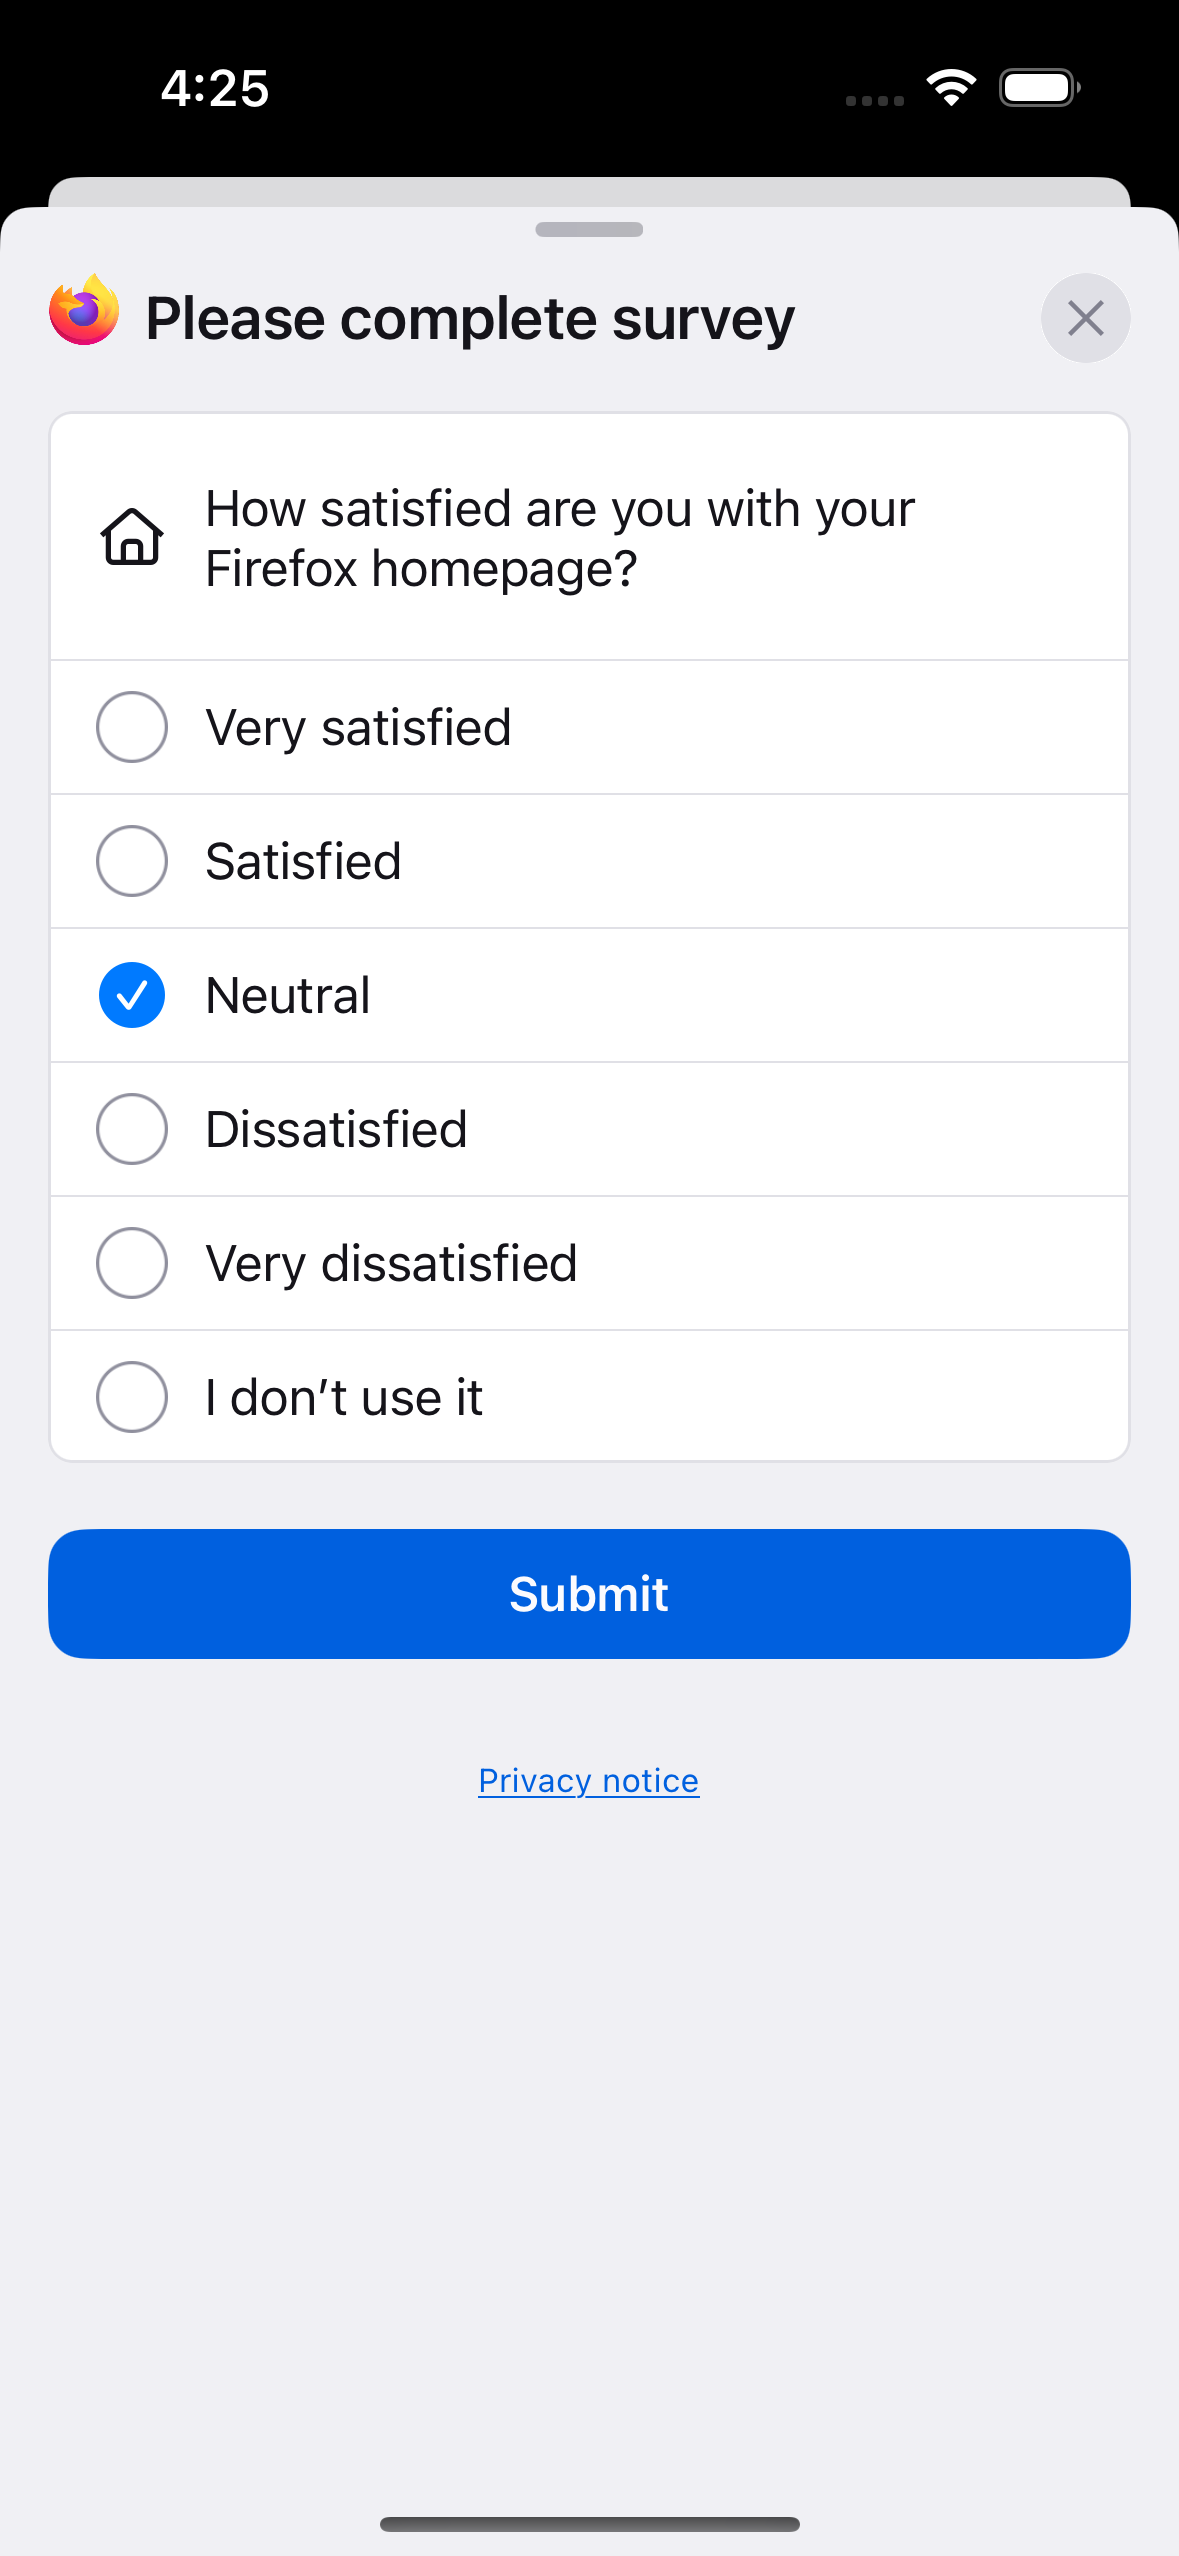 4:25
Please complete survey
How satisfied are you with your
Firefox homepage?
Very satisfied
Satisfied
Neutral
Dissatisfied
Very dissatisfied
I don’t use it
Submit
Privacy notice